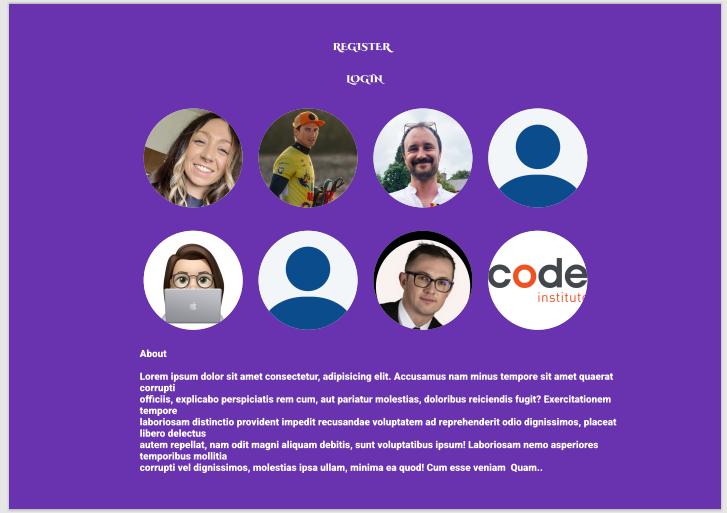 REGISTER
LOGIN
code
institute
About
Lorem ipsum dolor sit amet consectetur, adipisicing elit. Accusamus nam minus tempore sit amet quaerat
corrupti
officiis, explicabo perspiciatis rem cum, aut pariatur molestias, doloribus reiciendis fugit? Exercitationem
tempore
laboriosam distinctio provident impedit recusandae voluptatem ad reprehenderit odio dignissimos, placeat
libero delectus
autem repellat, nam odit magni aliquam debitis, sunt voluptatibus ipsum! Laboriosam nemo asperiores
temporibus mollitia
corrupti vel dignissimos, molestias ipsa ullam, minima ea quod! Cum esse veniam Quam..